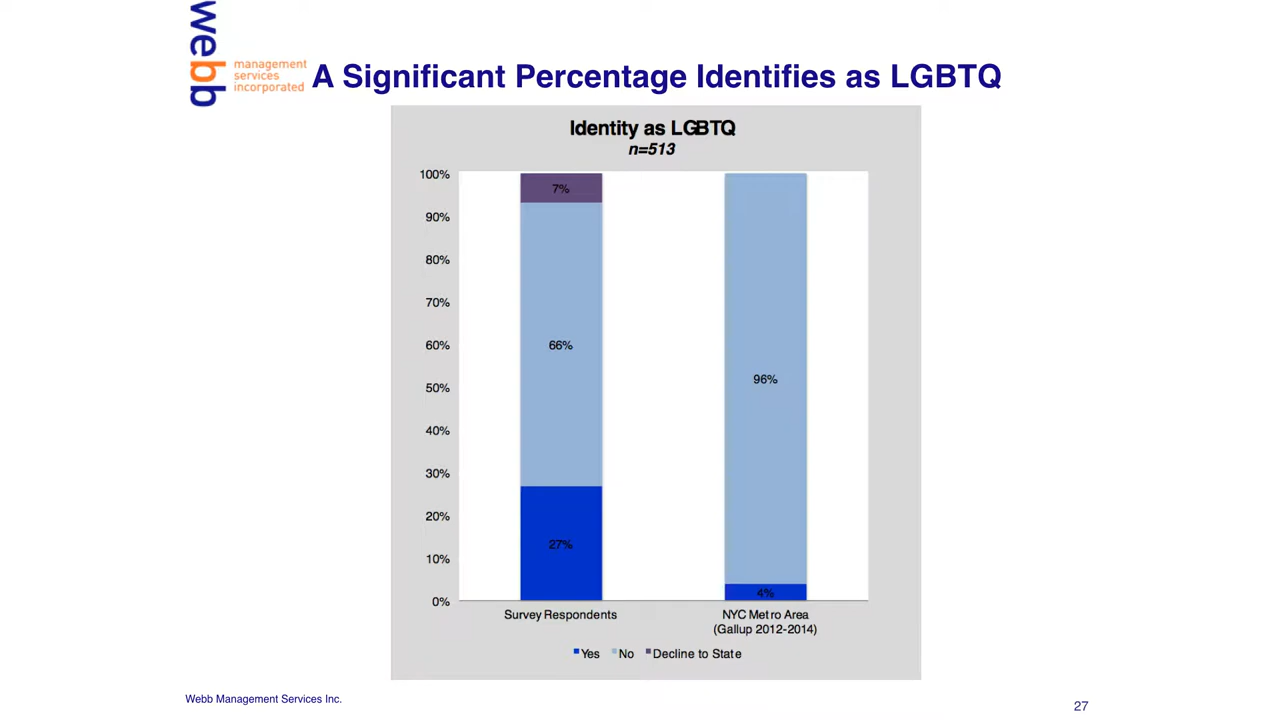 webb
management
services
incorporated
A Significant Percentage Identifies as LGBTQ
Identity as LGBTQ
n=513
100%
90%
80%
70%
60%
50%
40%
30%
20%
10%
0%
7%
66%
27%
96%
4%
Survey Respondents
NYC Metro Area
(Gallup 2012-2014)
Yes No Decline to State
Webb Management Services Inc.
27